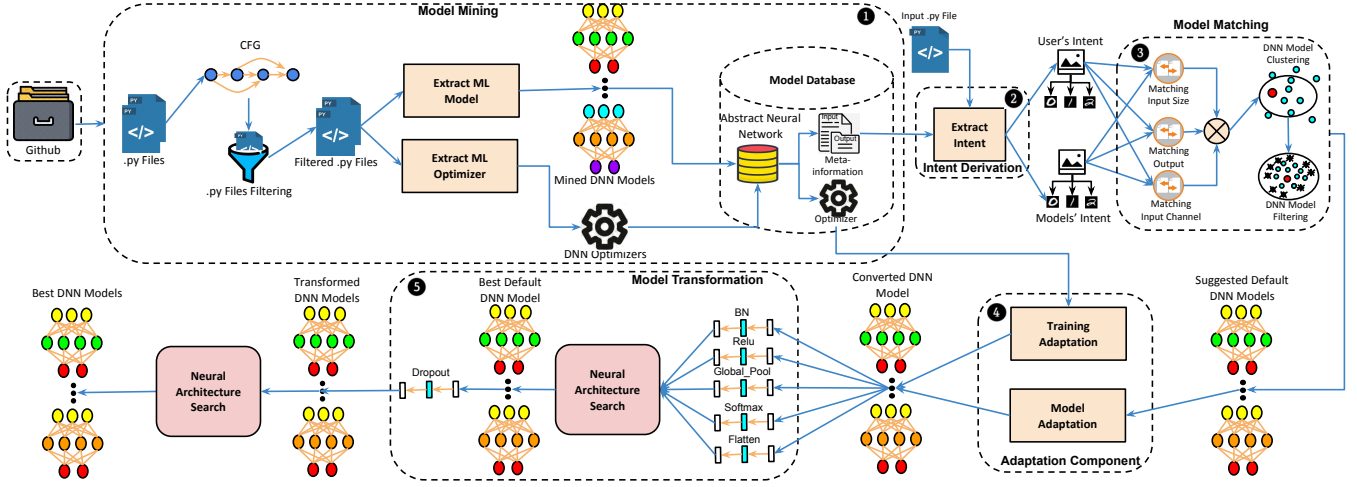 Model Mining
1
CFG
PY
</>
Github
.py Files
PY
</>
.py Files Filtering
PY
</>
Filtered .py Files
Extract ML
Model
Extract ML
Optimizer
Mined DNN Models
DNN Optimizers
Model Database
Abstract Neural
Network
Input
Output
Meta-
information
Optimizer
Input .py File
PY
</>
2
Extract
Intent
Intent Derivation
User's Intent
Models' Intent
Model Matching
3
Matching
Input Size
Matching
Output
Matching
Input Channel
DNN Model
Clustering
DNN Model
Filtering
4
Training
Adaptation
Model
Adaptation
Adaptation Component
Suggested Default
DNN Models
Converted DNN
Model
Model Transformation
5
BN
Relu
Global_Pool
Softmax
Flatten
Neural
Architecture
Search
Best Default
DNN Model
Dropout
Transformed
DNN Models
Neural
Architecture
Search
Best DNN Models